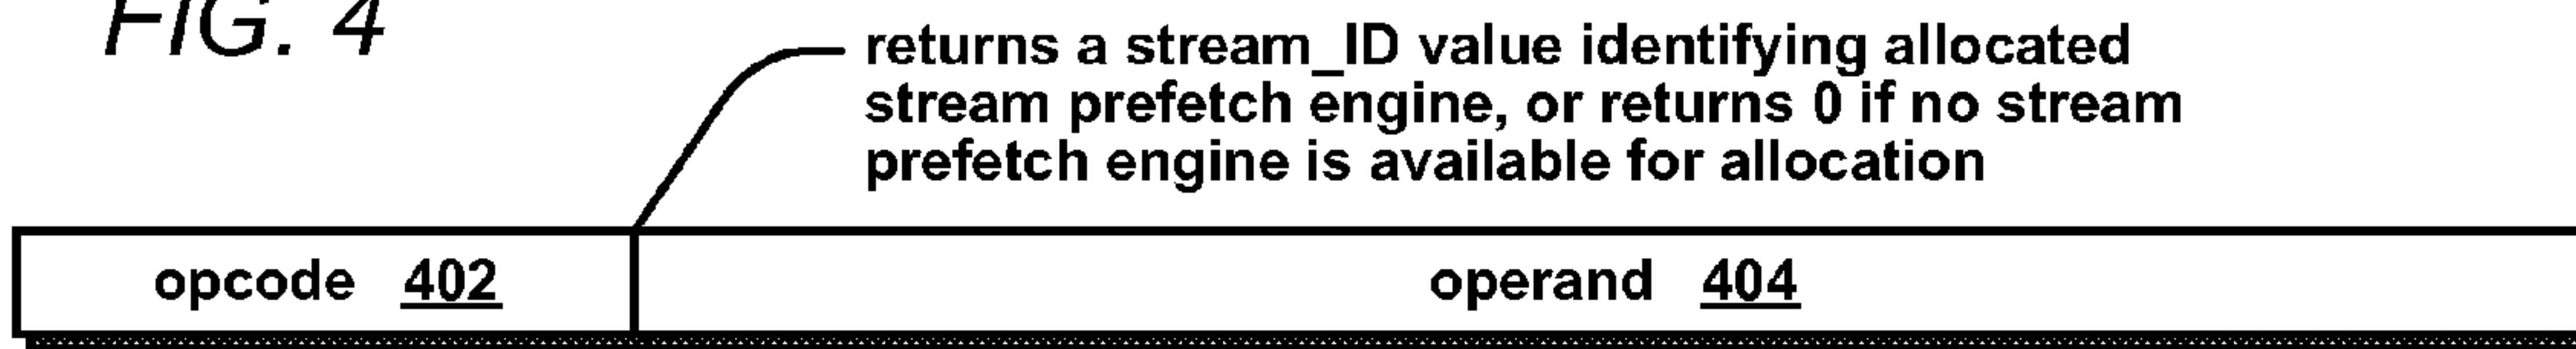 FIG. 4
returns a stream_ID value identifying allocated
stream prefetch engine, or returns 0 if no stream
prefetch engine is available for allocation
opcode 402 operand 404